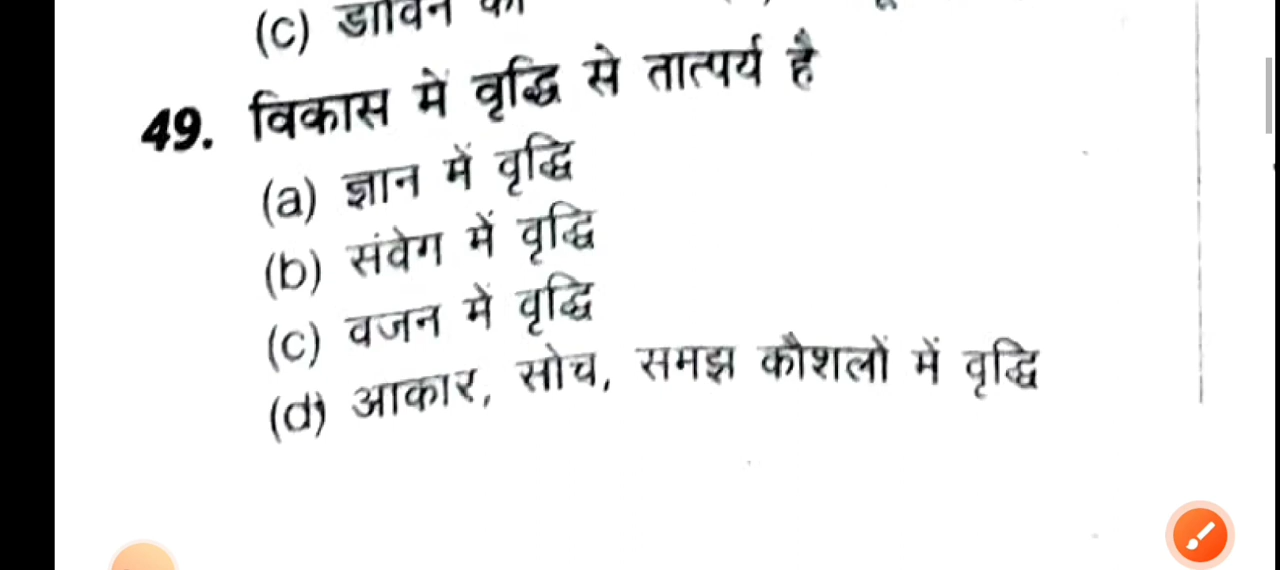 (c) डार्विन का
49. विकास में वृद्धि से तात्पर्य है
(a) ज्ञान में वृद्धि
(b) संवेग में वृद्धि
(c) वजन में वृद्धि
(d) आकार, सोच, समझ कौशलों में वृद्धि